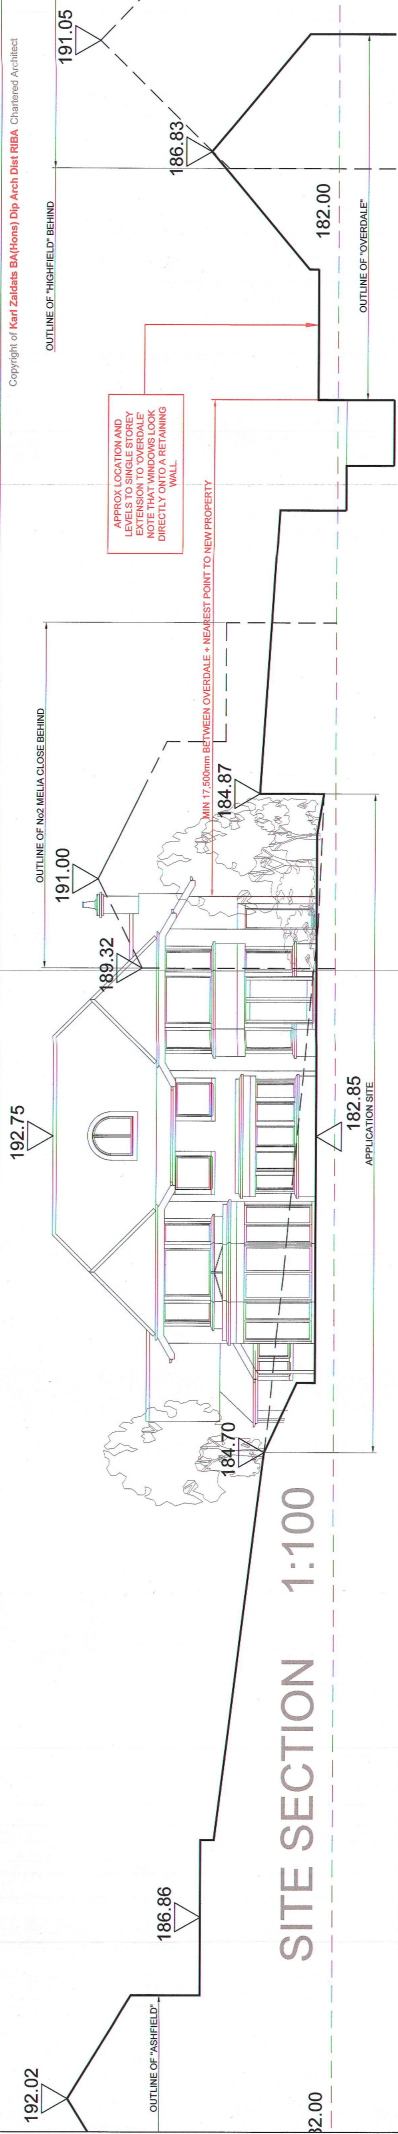 Copyright of Karl Zaldats BA(Hons) Dip Arch Dist RIBA Chartered Architect
192.02
OUTLINE OF "ASHFIELD"
186.86
184.70
192.75
189.32
191.00
OUTLINE OF No2 MELIA CLOSE BEHIND
184.87
MIN 17,500mm BETWEEN OVERDALE + NEAREST POINT TO NEW PROPERTY
APPROX LOCATION AND
LEVELS TO SINGLE STOREY
EXTENSION TO 'OVERDALE'
NOTE THAT WINDOWS LOOK
DIRECTLY ONTO A RETAINING
WALL.
OUTLINE OF "HIGHFIELD" BEHIND
191.05
186.83
182.00
OUTLINE OF "OVERDALE"
182.85
APPLICATION SITE
SITE SECTION 1:100
32.00